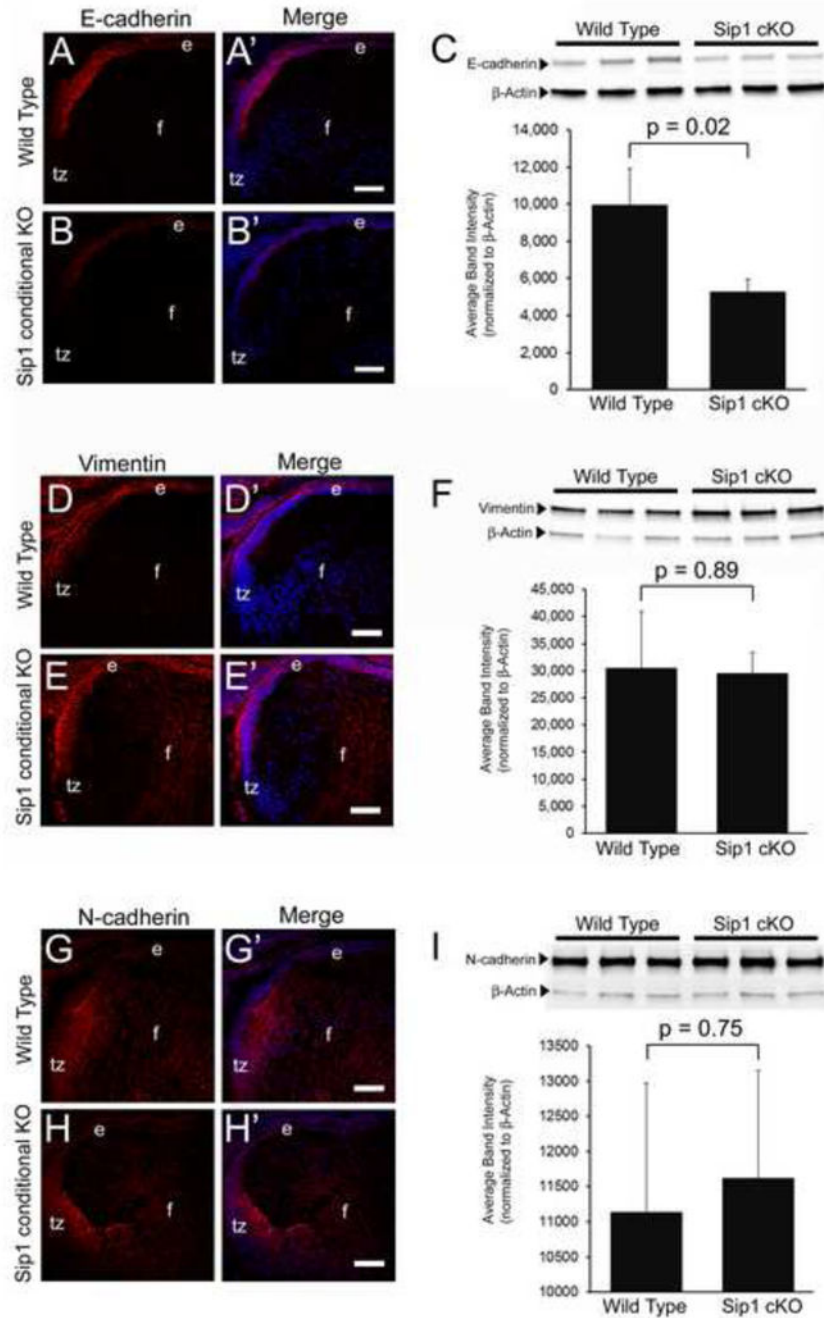 E-cadherin Merge
Wild Type
A e
f
tz
A' e
f
tz
Sip1 conditional KO
B e
f
tz
B' e
f
tz
C
Wild Type Sip1 cKO
E-cadherin
β-Actin
p = 0.02
Average Band Intensity
(normalized to β-Actin)
14,000
12,000
10,000
8,000
6,000
4,000
2,000
0
Wild Type Sip1 cKO
Vimentin Merge
Wild Type
D e
f
tz
D' e
f
tz
Sip1 conditional KO
E e
f
tz
E' e
f
tz
F
Wild Type Sip1 cKO
Vimentin
β-Actin
p = 0.89
Average Band Intensity
(normalized to β-Actin)
45,000
40,000
35,000
30,000
25,000
20,000
15,000
10,000
5,000
0
Wild Type Sip1 cKO
N-cadherin Merge
Wild Type
G e
f
tz
G' e
f
tz
Sip1 conditional KO
H e
f
tz
H' e
f
tz
I
Wild Type Sip1 cKO
N-cadherin
β-Actin
p = 0.75
Average Band Intensity
(normalized to β-Actin)
13500
13000
12500
12000
11500
11000
10500
10000
Wild Type Sip1 cKO